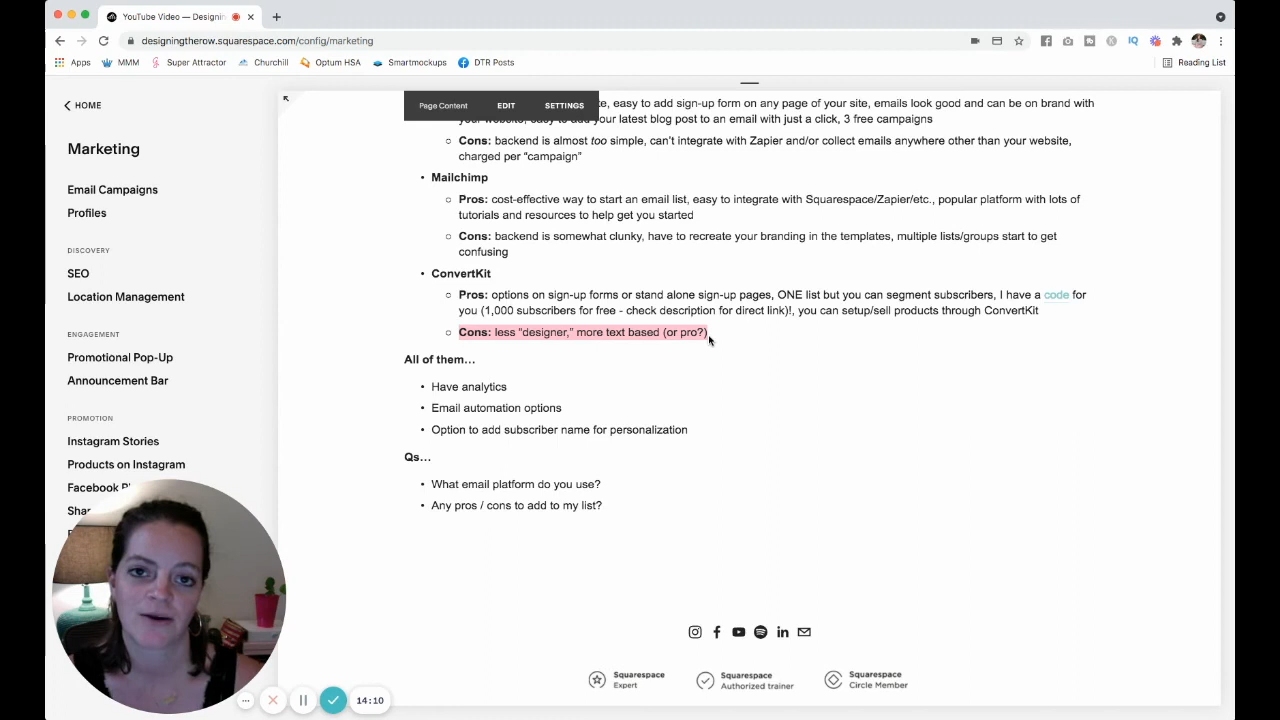 YouTube Video — Designin
designingtherow.squarespace.com/config/marketing
Apps
MMM
Super Attractor
Churchill
Optum HSA
Smartmockups
DTR Posts
Reading List
HOME
Marketing
Email Campaigns
Profiles
DISCOVERY
SEO
Location Management
ENGAGEMENT
Promotional Pop-Up
Announcement Bar
PROMOTION
Instagram Stories
Products on Instagram
Facebook
Page Content EDIT SETTINGS
easy to add sign-up form on any page of your site, emails look good and can be on brand with
your latest blog post to an email with just a click, 3 free campaigns
Cons: backend is almost too simple, can't integrate with Zapier and/or collect emails anywhere other than your website,
charged per “campaign”
• Mailchimp
Pros: cost-effective way to start an email list, easy to integrate with Squarespace/Zapier/etc., popular platform with lots of
tutorials and resources to help get you started
Cons: backend is somewhat clunky, have to recreate your branding in the templates, multiple lists/groups start to get
confusing
• ConvertKit
Pros: options on sign-up forms or stand alone sign-up pages, ONE list but you can segment subscribers, I have a code for
you (1,000 subscribers for free - check description for direct link)!, you can setup/sell products through ConvertKit
Cons: less “designer,” more text based (or pro?)
All of them…
• Have analytics
• Email automation options
• Option to add subscriber name for personalization
Qs…
• What email platform do you use?
• Any pros / cons to add to my list?
Squarespace
Expert
Squarespace
Authorized trainer
Squarespace
Circle Member
14:10